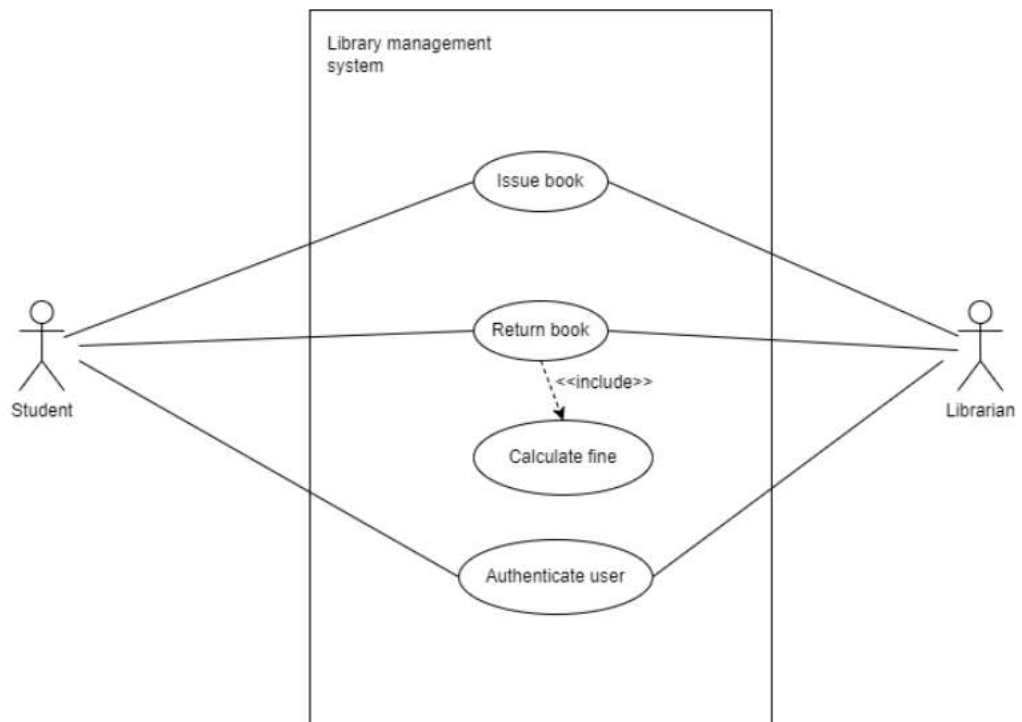 Library management
system
Issue book
Return book
<<include>>
Student
Librarian
Calculate fine
Authenticate user